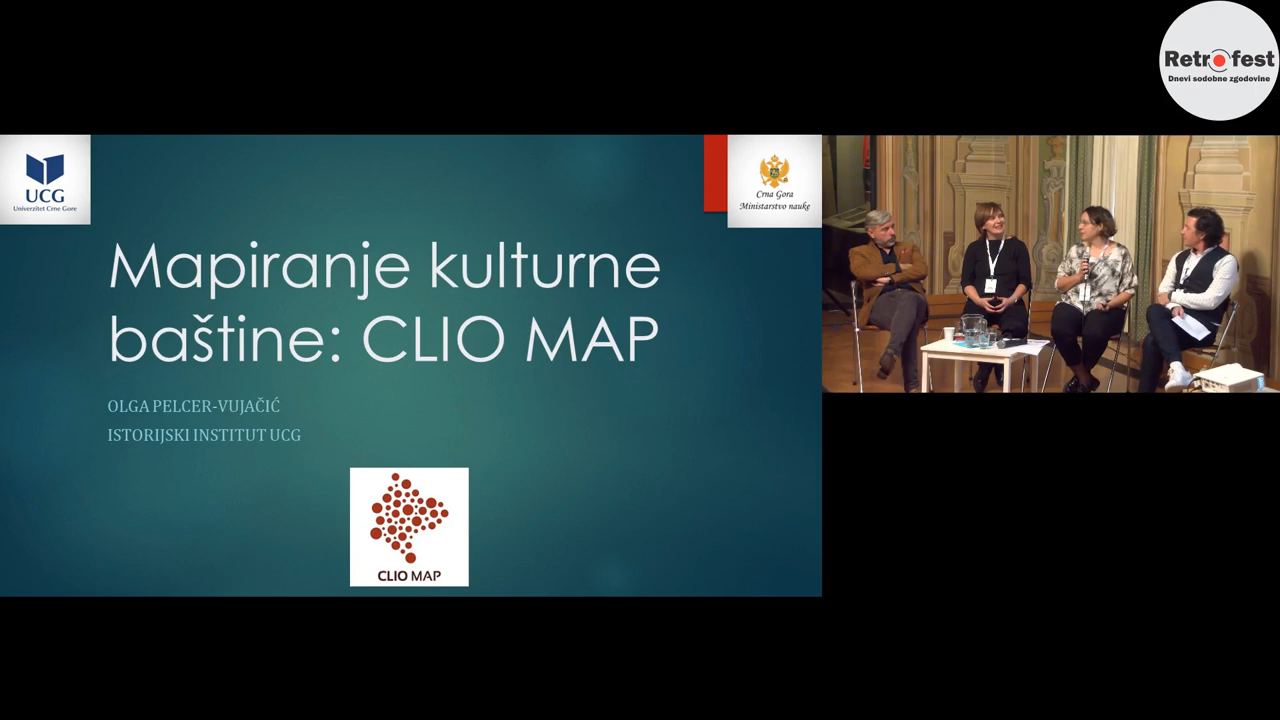 Retrofest
Dnevi sodobne zgodovine
UCG
Univerzitet Crne Gore
Crna Gora
Ministarstvo nauke
Mapiranje kulturne
baštine: CLIO MAP
OLGA PELCER-VUJAČIĆ
ISTORIJSKI INSTITUT UCG
CLIO MAP